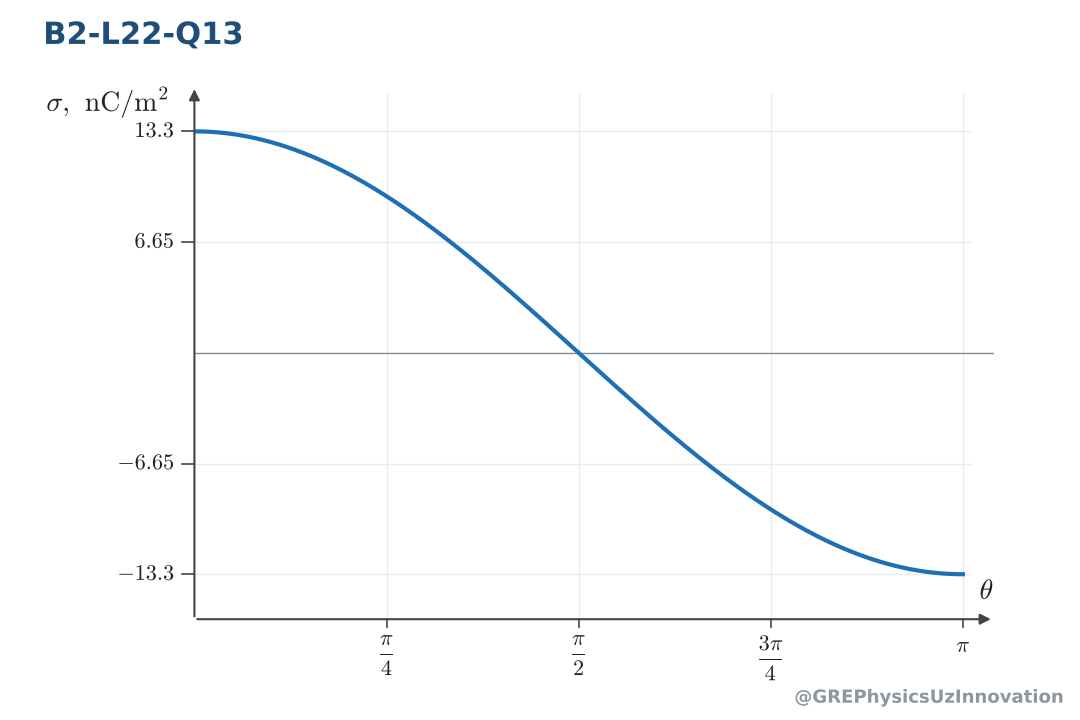 B2-L22-Q13
σ, nC/m²
13.3
6.65
−6.65
−13.3
θ
π/4
π/2
3π/4
π
@GREPhysicsUzInnovation